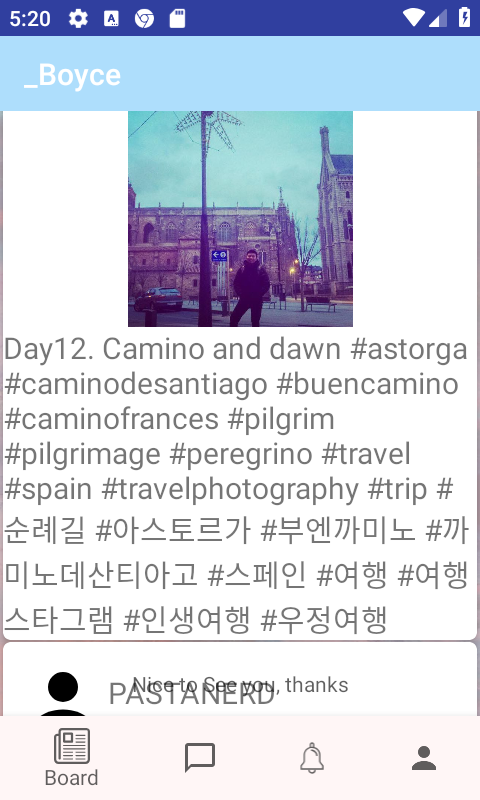 5:20
_Boyce
Day12. Camino and dawn #astorga
#caminodesantiago #buencamino
#caminofrances #pilgrim
#pilgrimage #peregrino #travel
#spain #travelphotography #trip #
순례길 #아스토르가 #부엔까미노 #까
미노데산티아고 #스페인 #여행 #여행
스타그램 #인생여행 #우정여행
PASTANERD
Nice to See you, thanks
Board